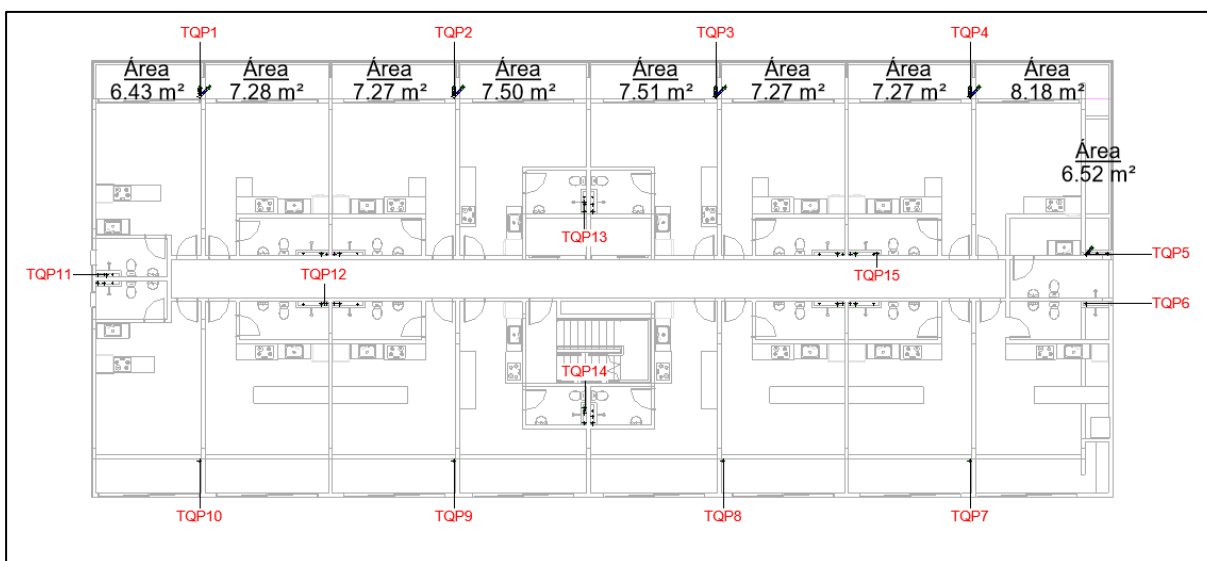 TQP1
TQP2
TQP3
TQP4
Área
6.43 m²
Área
7.28 m²
Área
7.27 m²
Área
7.50 m²
Área
7.51 m²
Área
7.27 m²
Área
7.27 m²
Área
8.18 m²
Área
6.52 m²
TQP13
TQP5
TQP11
TQP12
TQP15
TQP6
TQP14
TQP10
TQP9
TQP8
TQP7